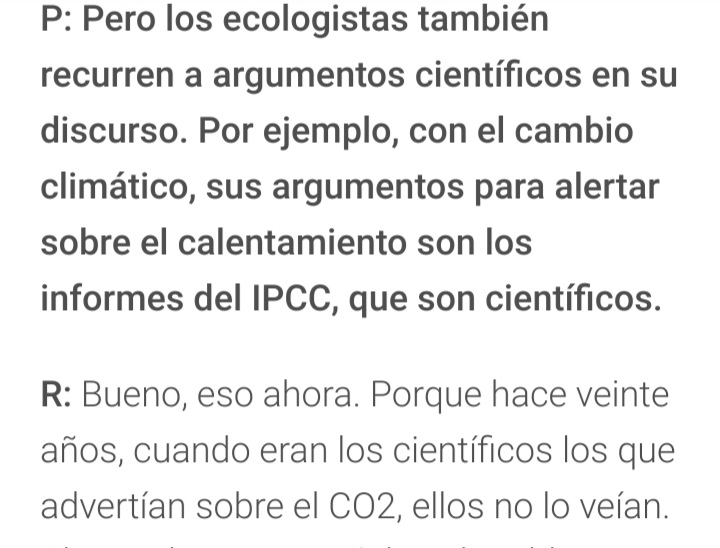 P: Pero los ecologistas también
recurren a argumentos científicos en su
discurso. Por ejemplo, con el cambio
climático, sus argumentos para alertar
sobre el calentamiento son los
informes del IPCC, que son científicos.
R: Bueno, eso ahora. Porque hace veinte
años, cuando eran los científicos los que
advertían sobre el CO2, ellos no lo veían.